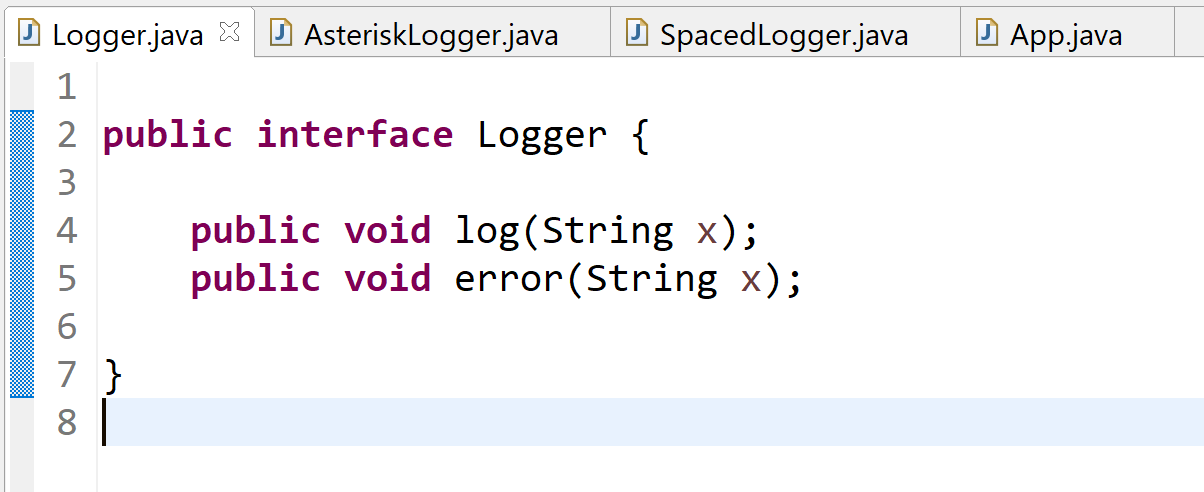 Logger.java AsteriskLogger.java SpacedLogger.java App.java
1
2 public interface Logger {
3
4     public void log(String x);
5     public void error(String x);
6
7 }
8